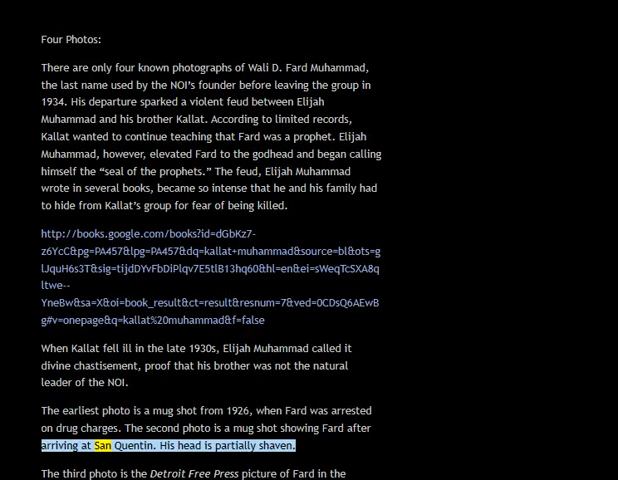 Four Photos:
There are only four known photographs of Wali D. Fard Muhammad,
the last name used by the NOI's founder before leaving the group in
1934. His departure sparked a violent feud between Elijah
Muhammad and his brother Kallat. According to limited records,
Kallat wanted to continue teaching that Fard was a prophet. Elijah
Muhammad, however, elevated Fard to the godhead and began calling
himself the “seal of the prophets.” The feud, Elijah Muhammad
wrote in several books, became so intense that he and his family had
to hide from Kallat's group for fear of being killed.
http://books.google.com/books?id=dGbKz7-
z6YcC&pg=PA457&lpg=PA457&dq=kallat+muhammad&source=bl&ots=g
lJquH6s3T&sig=tijdDYvFbDiPlqv7E5tlB13hq60&hl=en&ei=sWeqTcSXA8q
ltwe--
YneBw&sa=X&oi=book_result&ct=result&resnum=7&ved=0CDsQ6AEwB
g#v=onepage&q=kallat%20muhammad&f=false
When Kallat fell ill in the late 1930s, Elijah Muhammad called it
divine chastisement, proof that his brother was not the natural
leader of the NOI.
The earliest photo is a mug shot from 1926, when Fard was arrested
on drug charges. The second photo is a mug shot showing Fard after
arriving at San Quentin. His head is partially shaven.
The third photo is the Detroit Free Press picture of Fard in the